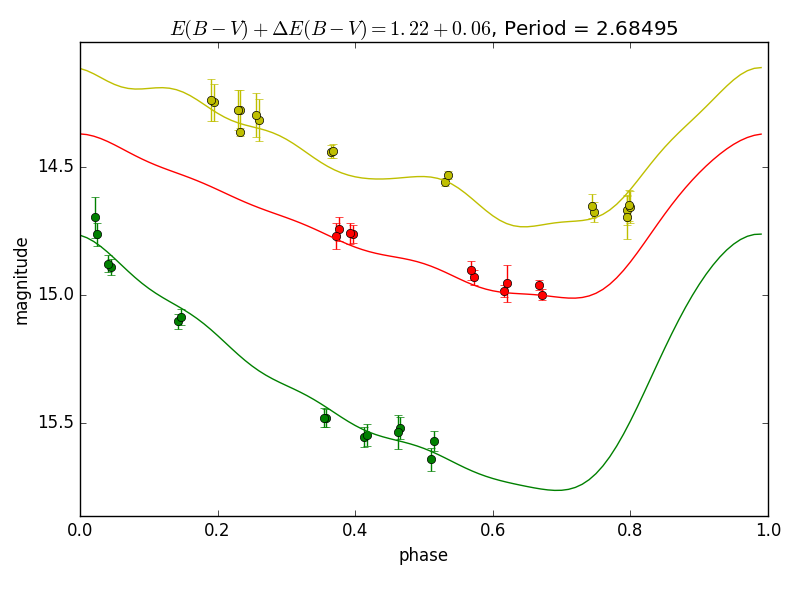 E(B − V) + ΔE(B − V) = 1.22 + 0.06, Period = 2.68495
14.5
15.0
15.5
magnitude
0.0 0.2 0.4 0.6 0.8 1.0
phase